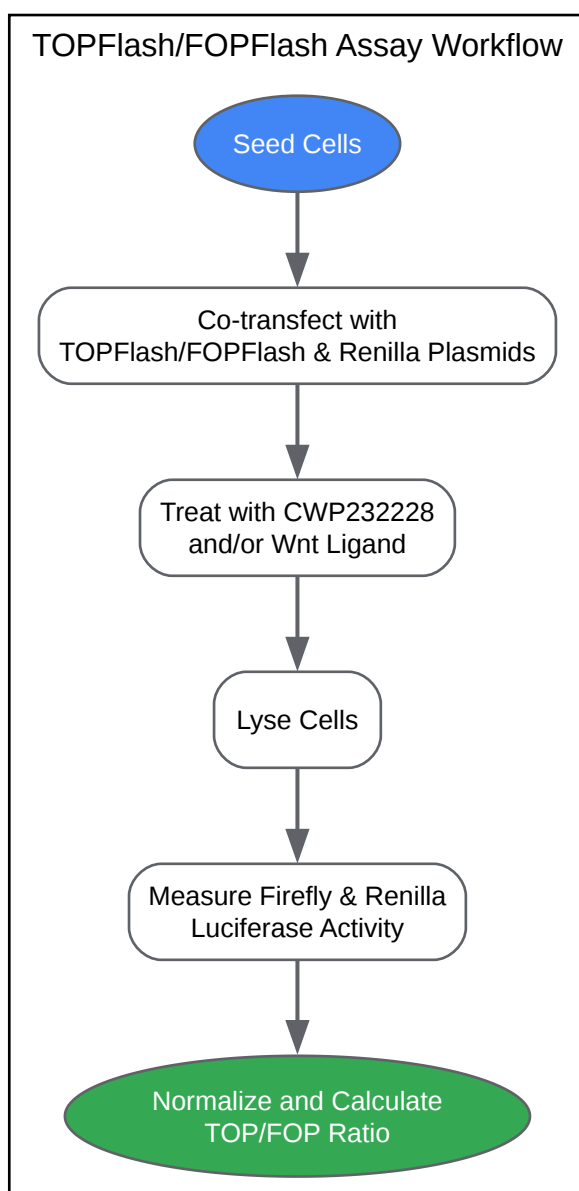 TOPFlash/FOPFlash Assay Workflow
Seed Cells
Co-transfect with
TOPFlash/FOPFlash & Renilla Plasmids
Treat with CWP232228
and/or Wnt Ligand
Lyse Cells
Measure Firefly & Renilla
Luciferase Activity
Normalize and Calculate
TOP/FOP Ratio